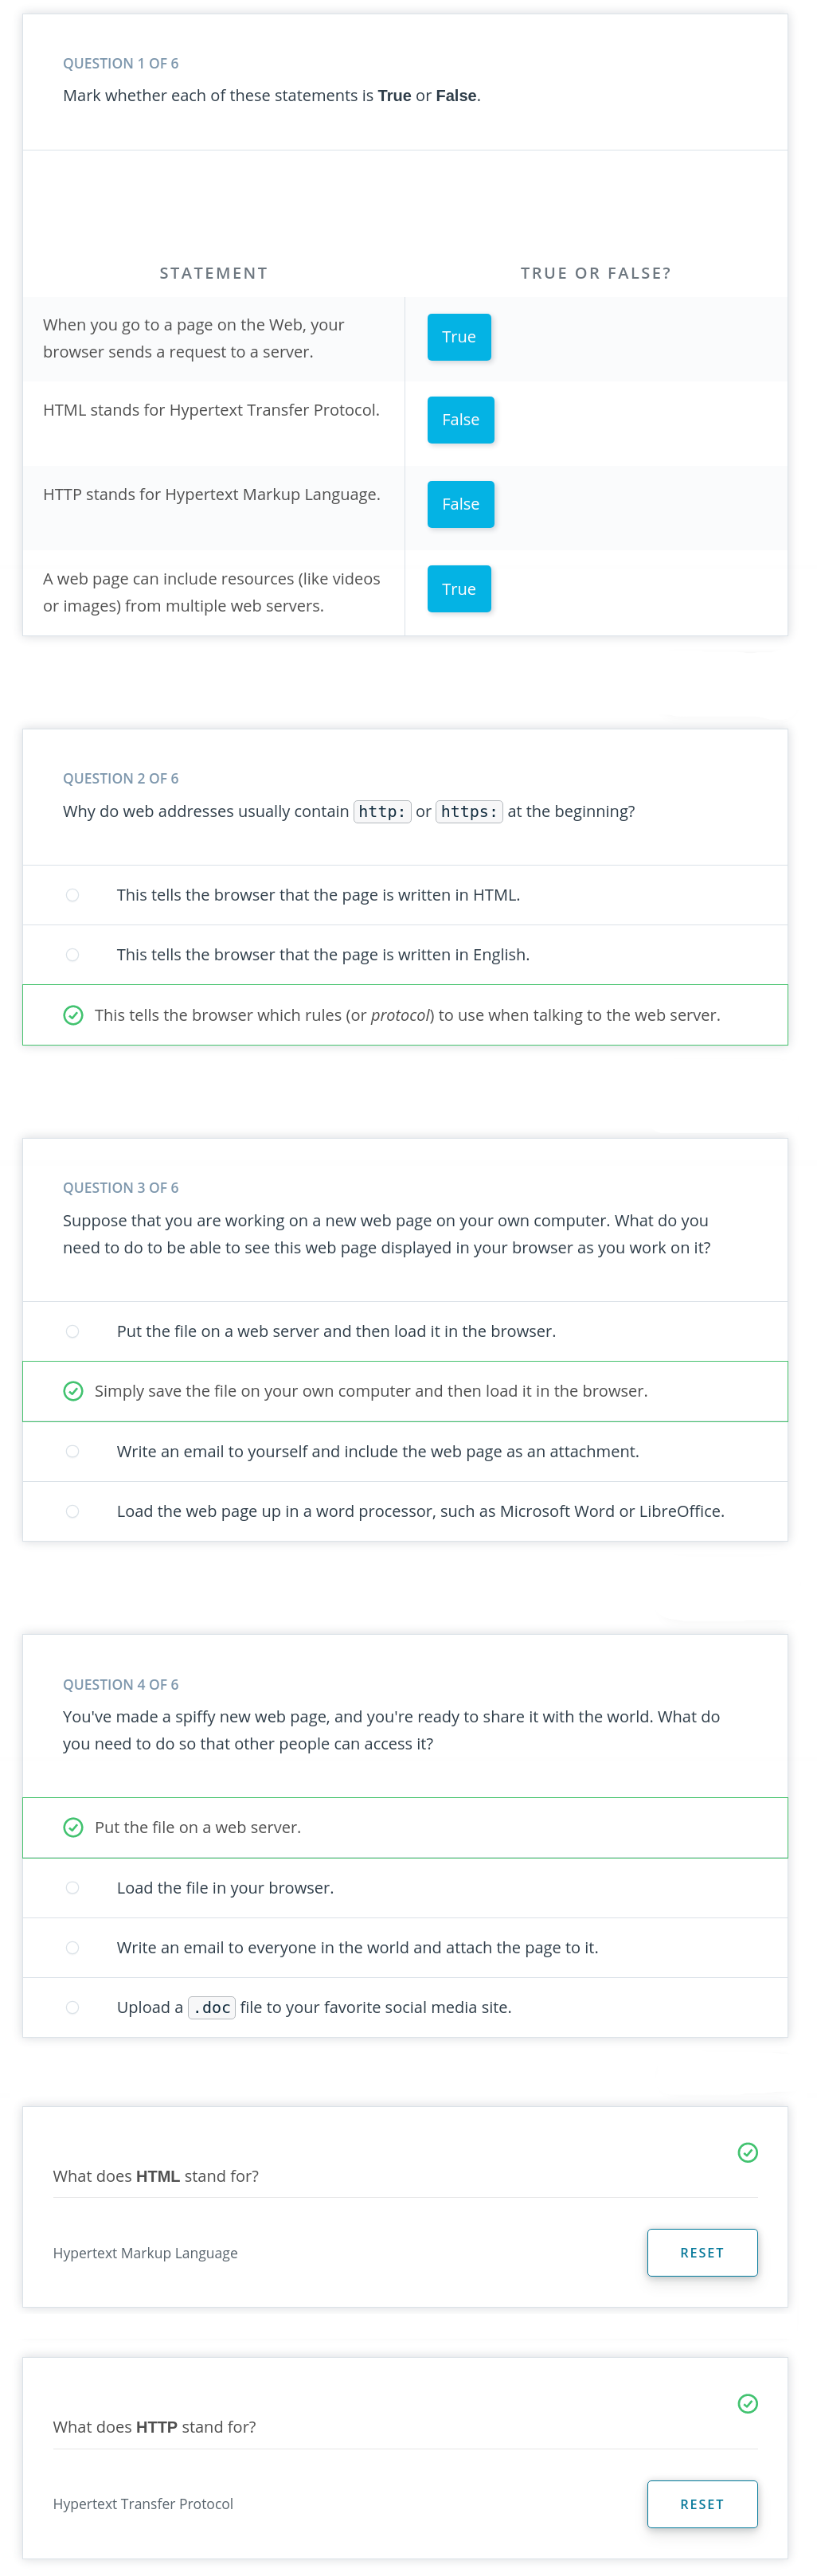 QUESTION 1 OF 6
Mark whether each of these statements is True or False.
STATEMENT
TRUE OR FALSE?
When you go to a page on the Web, your
browser sends a request to a server.
True
HTML stands for Hypertext Transfer Protocol.
False
HTTP stands for Hypertext Markup Language.
False
A web page can include resources (like videos
or images) from multiple web servers.
True
QUESTION 2 OF 6
Why do web addresses usually contain http: or https: at the beginning?
This tells the browser that the page is written in HTML.
This tells the browser that the page is written in English.
This tells the browser which rules (or protocol) to use when talking to the web server.
QUESTION 3 OF 6
Suppose that you are working on a new web page on your own computer. What do you
need to do to be able to see this web page displayed in your browser as you work on it?
Put the file on a web server and then load it in the browser.
Simply save the file on your own computer and then load it in the browser.
Write an email to yourself and include the web page as an attachment.
Load the web page up in a word processor, such as Microsoft Word or LibreOffice.
QUESTION 4 OF 6
You've made a spiffy new web page, and you're ready to share it with the world. What do
you need to do so that other people can access it?
Put the file on a web server.
Load the file in your browser.
Write an email to everyone in the world and attach the page to it.
Upload a .doc file to your favorite social media site.
What does HTML stand for?
Hypertext Markup Language
RESET
What does HTTP stand for?
Hypertext Transfer Protocol
RESET